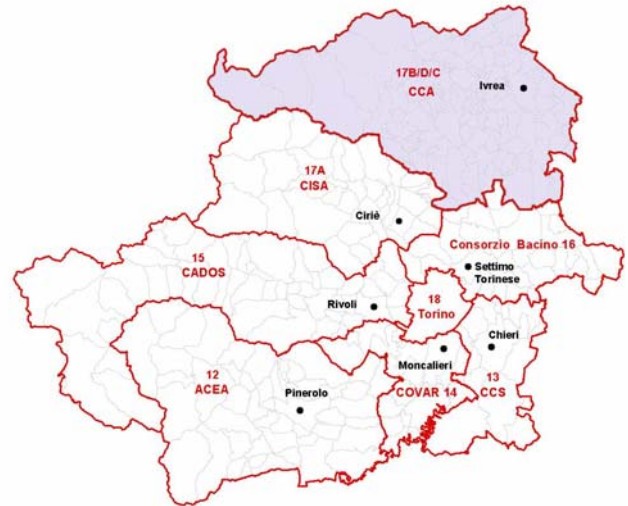 17B/D/C
CCA
Ivrea
17A
CISA
Cirié
Consorzio Bacino 16
Settimo
Torinese
15
CADOS
Rivoli
18
Torino
Chieri
Moncalieri
12
ACEA
Pinerolo
COVAR 14
13
CCS